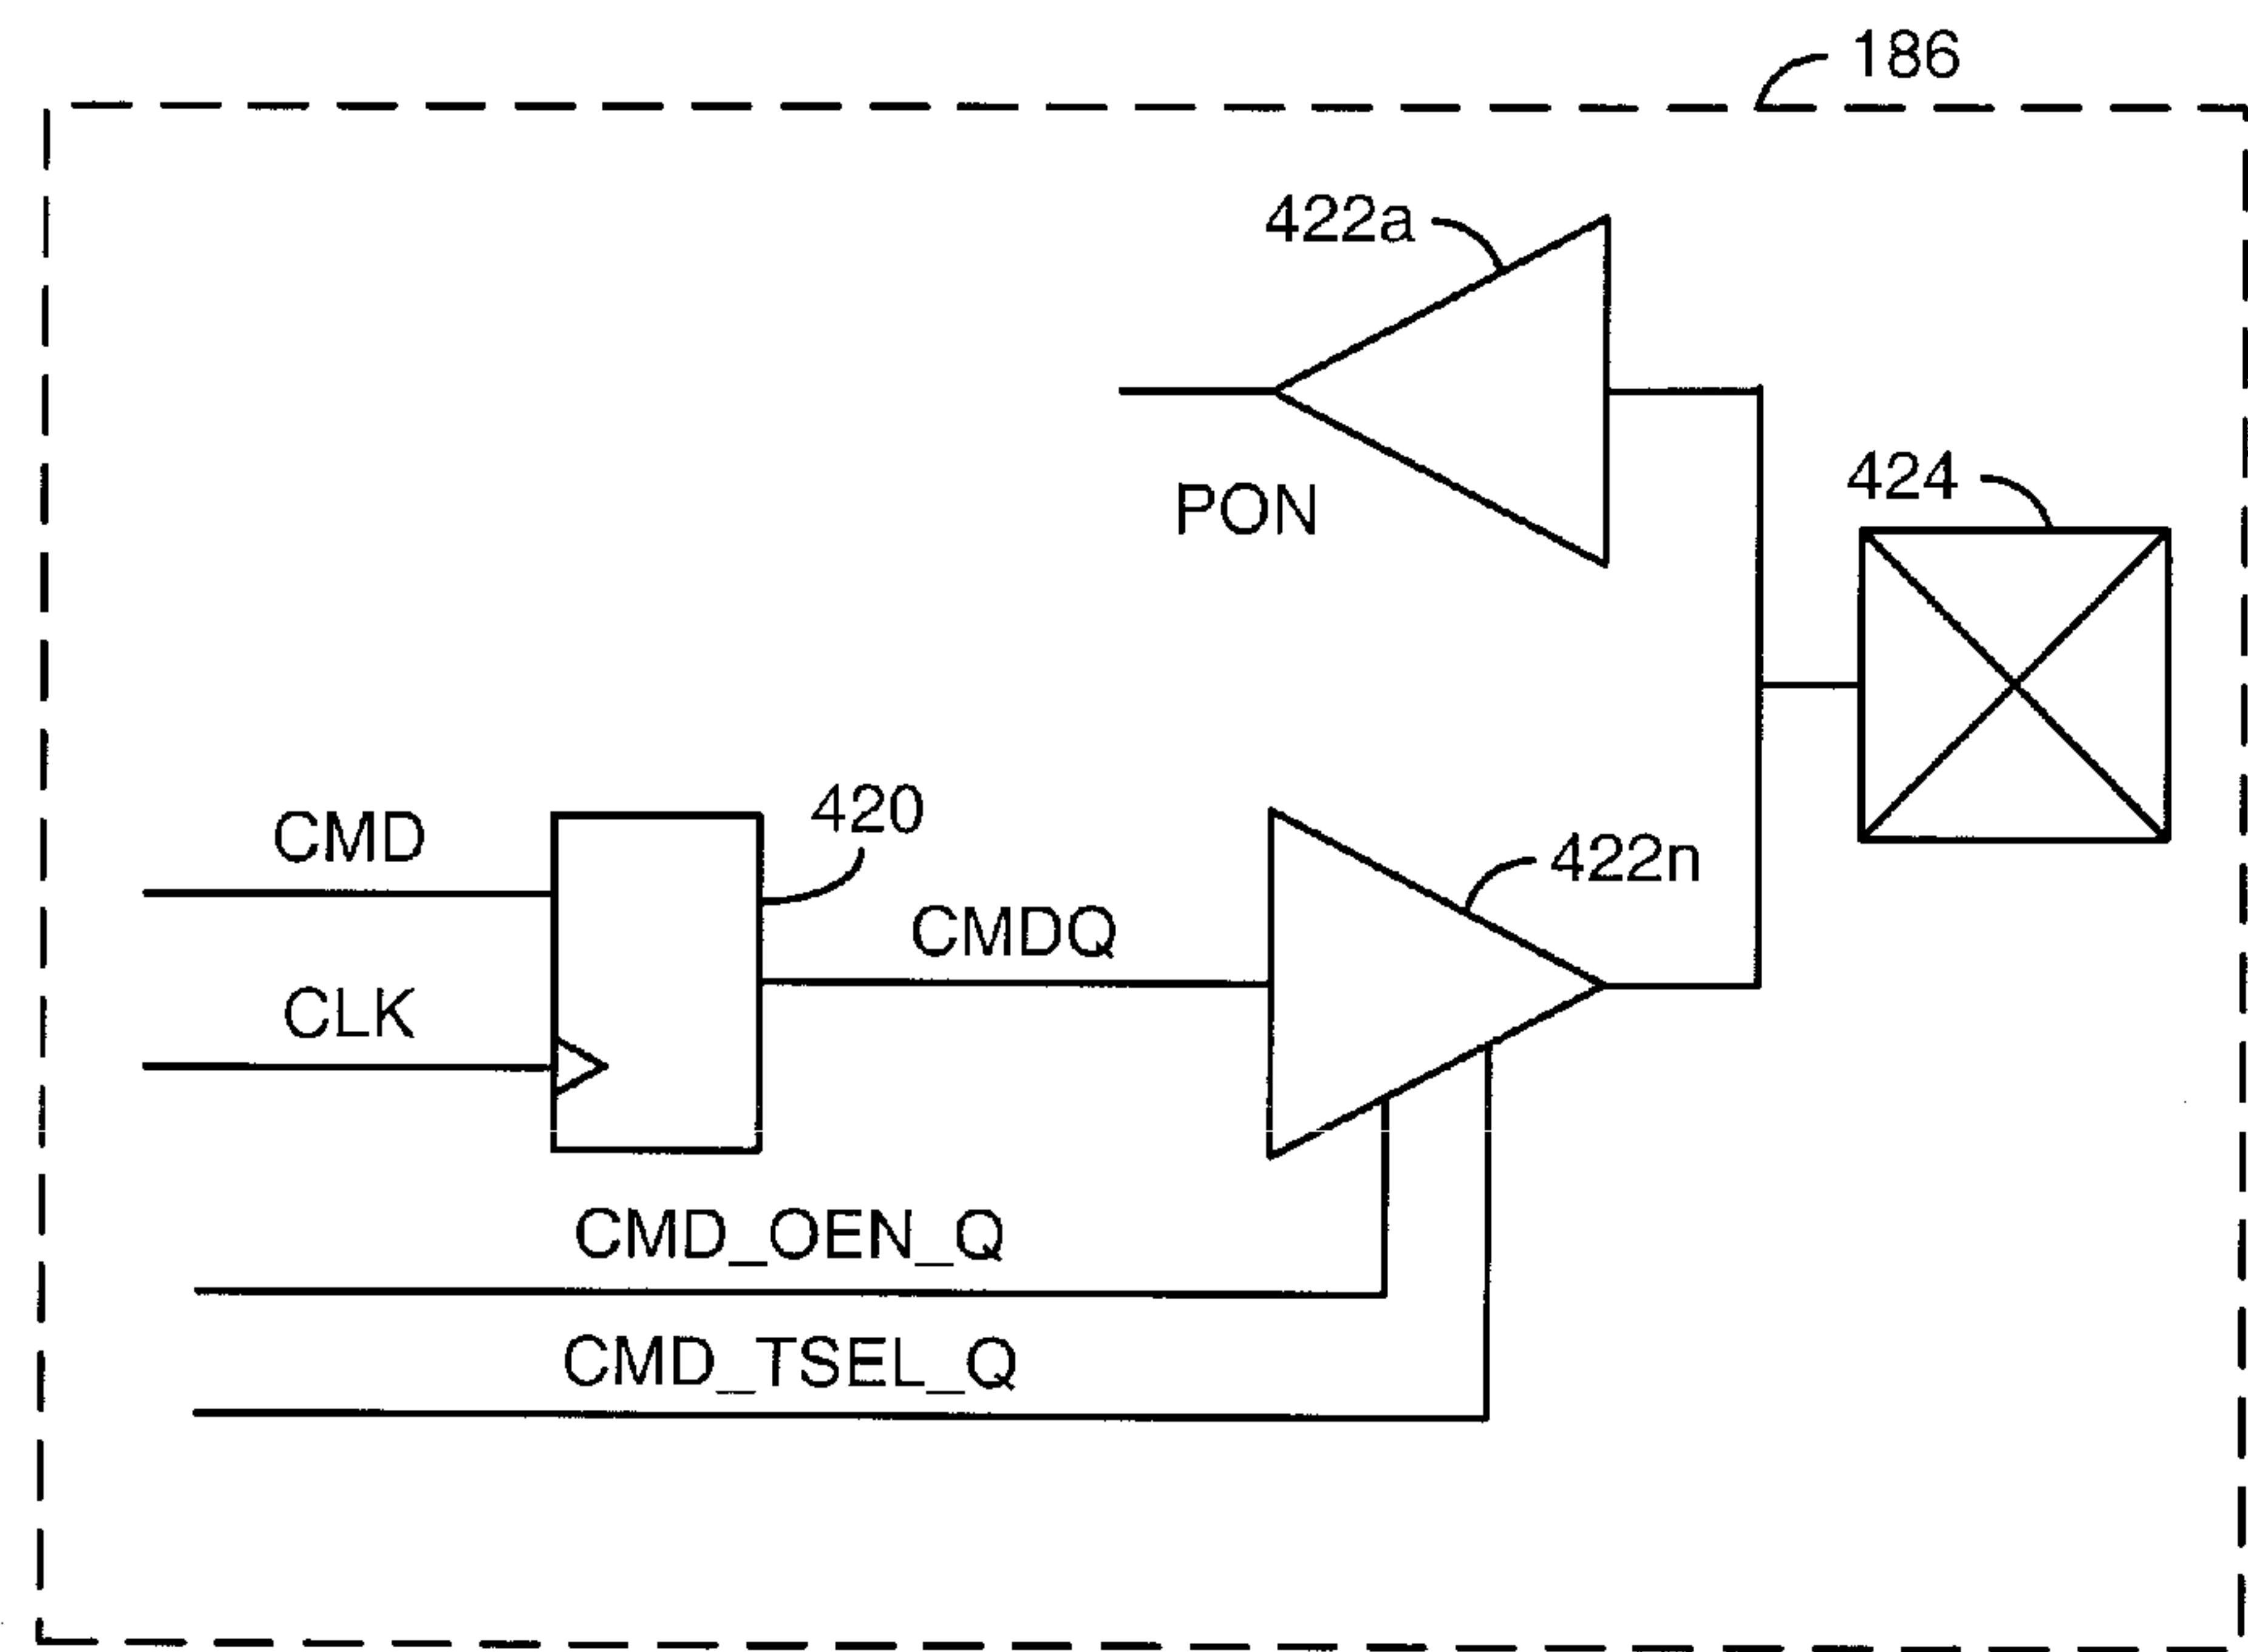 186
422a
424
PON
420
CMD
422n
CMDQ
CLK
CMD_OEN_Q
CMD_TSEL_Q